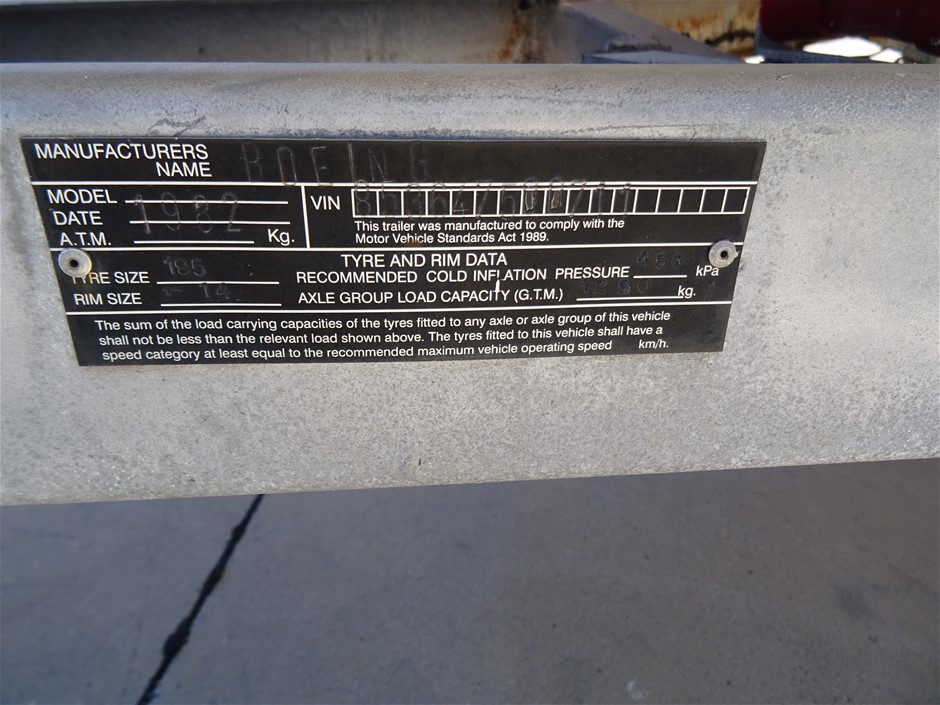 MANUFACTURERS
NAME BOEING
MODEL
DATE 1982
A.T.M. Kg.
VIN
This trailer was manufactured to comply with the
Motor Vehicle Standards Act 1989.
TYRE AND RIM DATA
TYRE SIZE 185
RECOMMENDED COLD INFLATION PRESSURE kPa
RIM SIZE 14
AXLE GROUP LOAD CAPACITY (G.T.M.) kg.
The sum of the load carrying capacities of the tyres fitted to any axle or axle group of this vehicle
shall not be less than the relevant load shown above. The tyres fitted to this vehicle shall have a
speed category at least equal to the recommended maximum vehicle operating speed km/h.